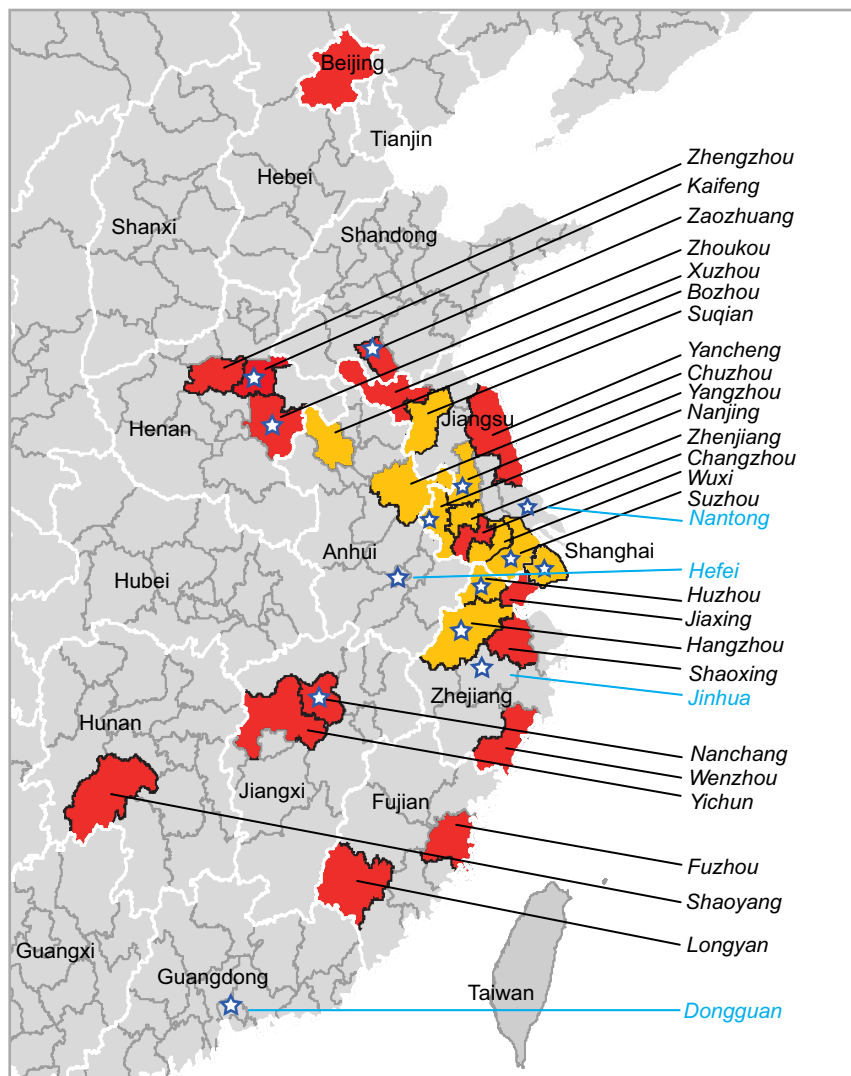 Beijing
Tianjin
Hebei
Shanxi
Shandong
Zhengzhou
Kaifeng
Zaozhuang
Zhoukou
Xuzhou
Bozhou
Suqian
Yancheng
Chuzhou
Yangzhou
Nanjing
Zhenjiang
Changzhou
Wuxi
Suzhou
Jiangsu
Henan
Nantong
Shanghai
Anhui
Hefei
Hubei
Huzhou
Jiaxing
Hangzhou
Shaoxing
Jinhua
Zhejiang
Hunan
Nanchang
Wenzhou
Yichun
Jiangxi
Fujian
Fuzhou
Shaoyang
Longyan
Guangxi
Guangdong
Taiwan
Dongguan